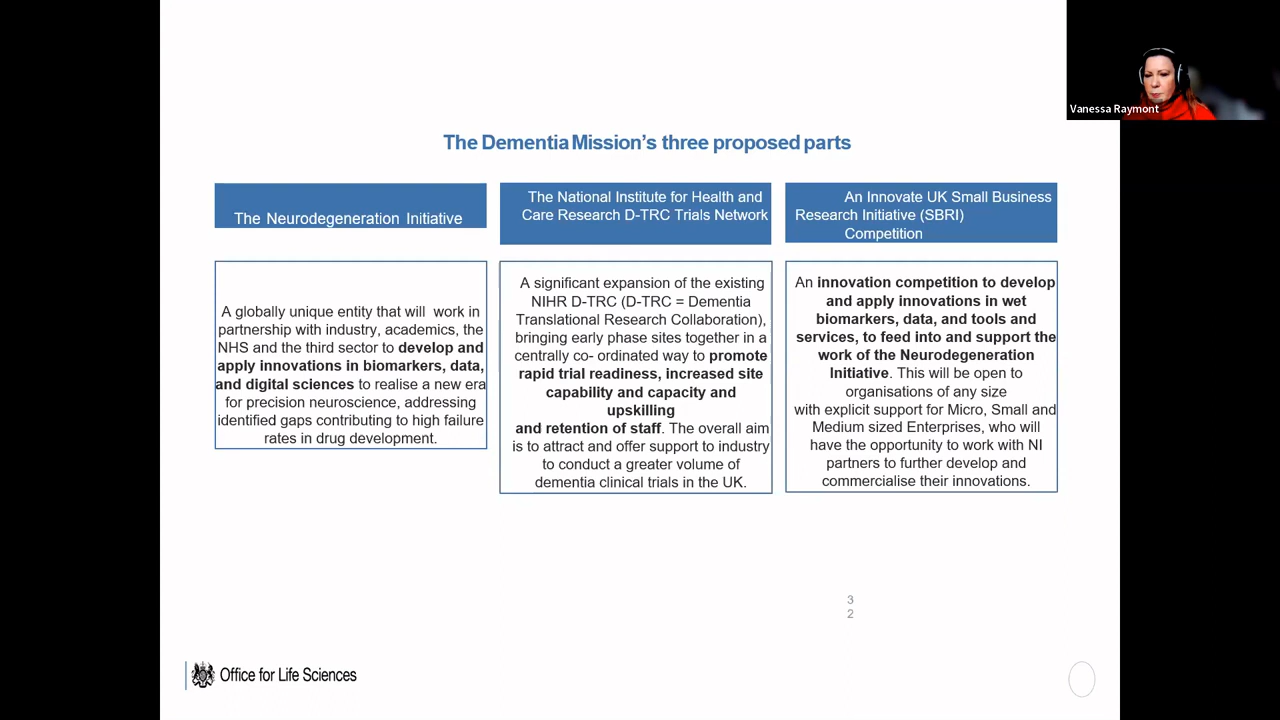 Vanessa Raymont
The Dementia Mission's three proposed parts
The Neurodegeneration Initiative
A globally unique entity that will work in
partnership with industry, academics, the
NHS and the third sector to develop and
apply innovations in biomarkers, data,
and digital sciences to realise a new era
for precision neuroscience, addressing
identified gaps contributing to high failure
rates in drug development.
The National Institute for Health and
Care Research D-TRC Trials Network
A significant expansion of the existing
NIHR D-TRC (D-TRC = Dementia
Translational Research Collaboration),
bringing early phase sites together in a
centrally co- ordinated way to promote
rapid trial readiness, increased site
capability and capacity and
upskilling
and retention of staff. The overall aim
is to attract and offer support to industry
to conduct a greater volume of
dementia clinical trials in the UK.
An Innovate UK Small Business
Research Initiative (SBRI)
Competition
An innovation competition to develop
and apply innovations in wet
biomarkers, data, and tools and
services, to feed into and support the
work of the Neurodegeneration
Initiative. This will be open to
organisations of any size
with explicit support for Micro, Small and
Medium sized Enterprises, who will
have the opportunity to work with NI
partners to further develop and
commercialise their innovations.
3
2
Office for Life Sciences